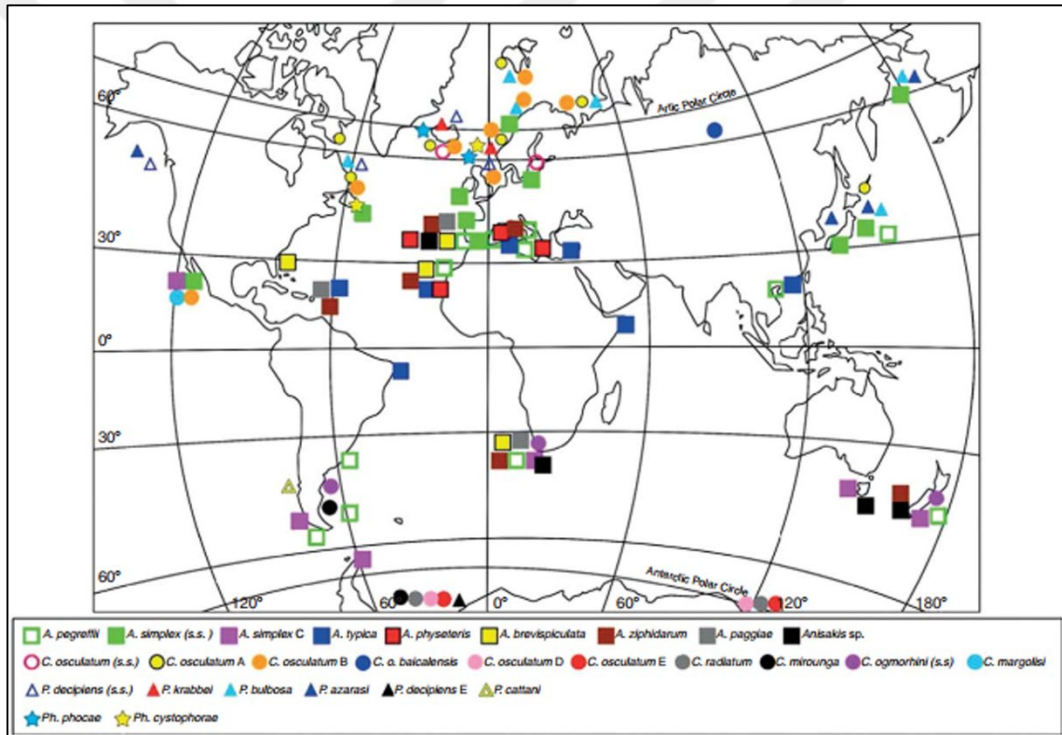 60°
Artic Polar Circle
30°
0°
30°
60°
Antarctic Polar Circle
120° 60° 0° 60° 120° 180°
A. pegreffii A. simplex (s.s.) A. simplex C A. typica A. physeteris A. brevispiculata A. ziphidarum A. paggiae Anisakis sp.
C. osculatum (s.s.) C. osculatum A C. osculatum B C. o. baicalensis C. osculatum D C. osculatum E C. radiatum C. mirounga C. ogmorhini (s.s) C. margolisi
P. decipiens (s.s.) P. krabbei P. bulbosa P. azarasi P. decipiens E P. cattani
Ph. phocae Ph. cystophorae